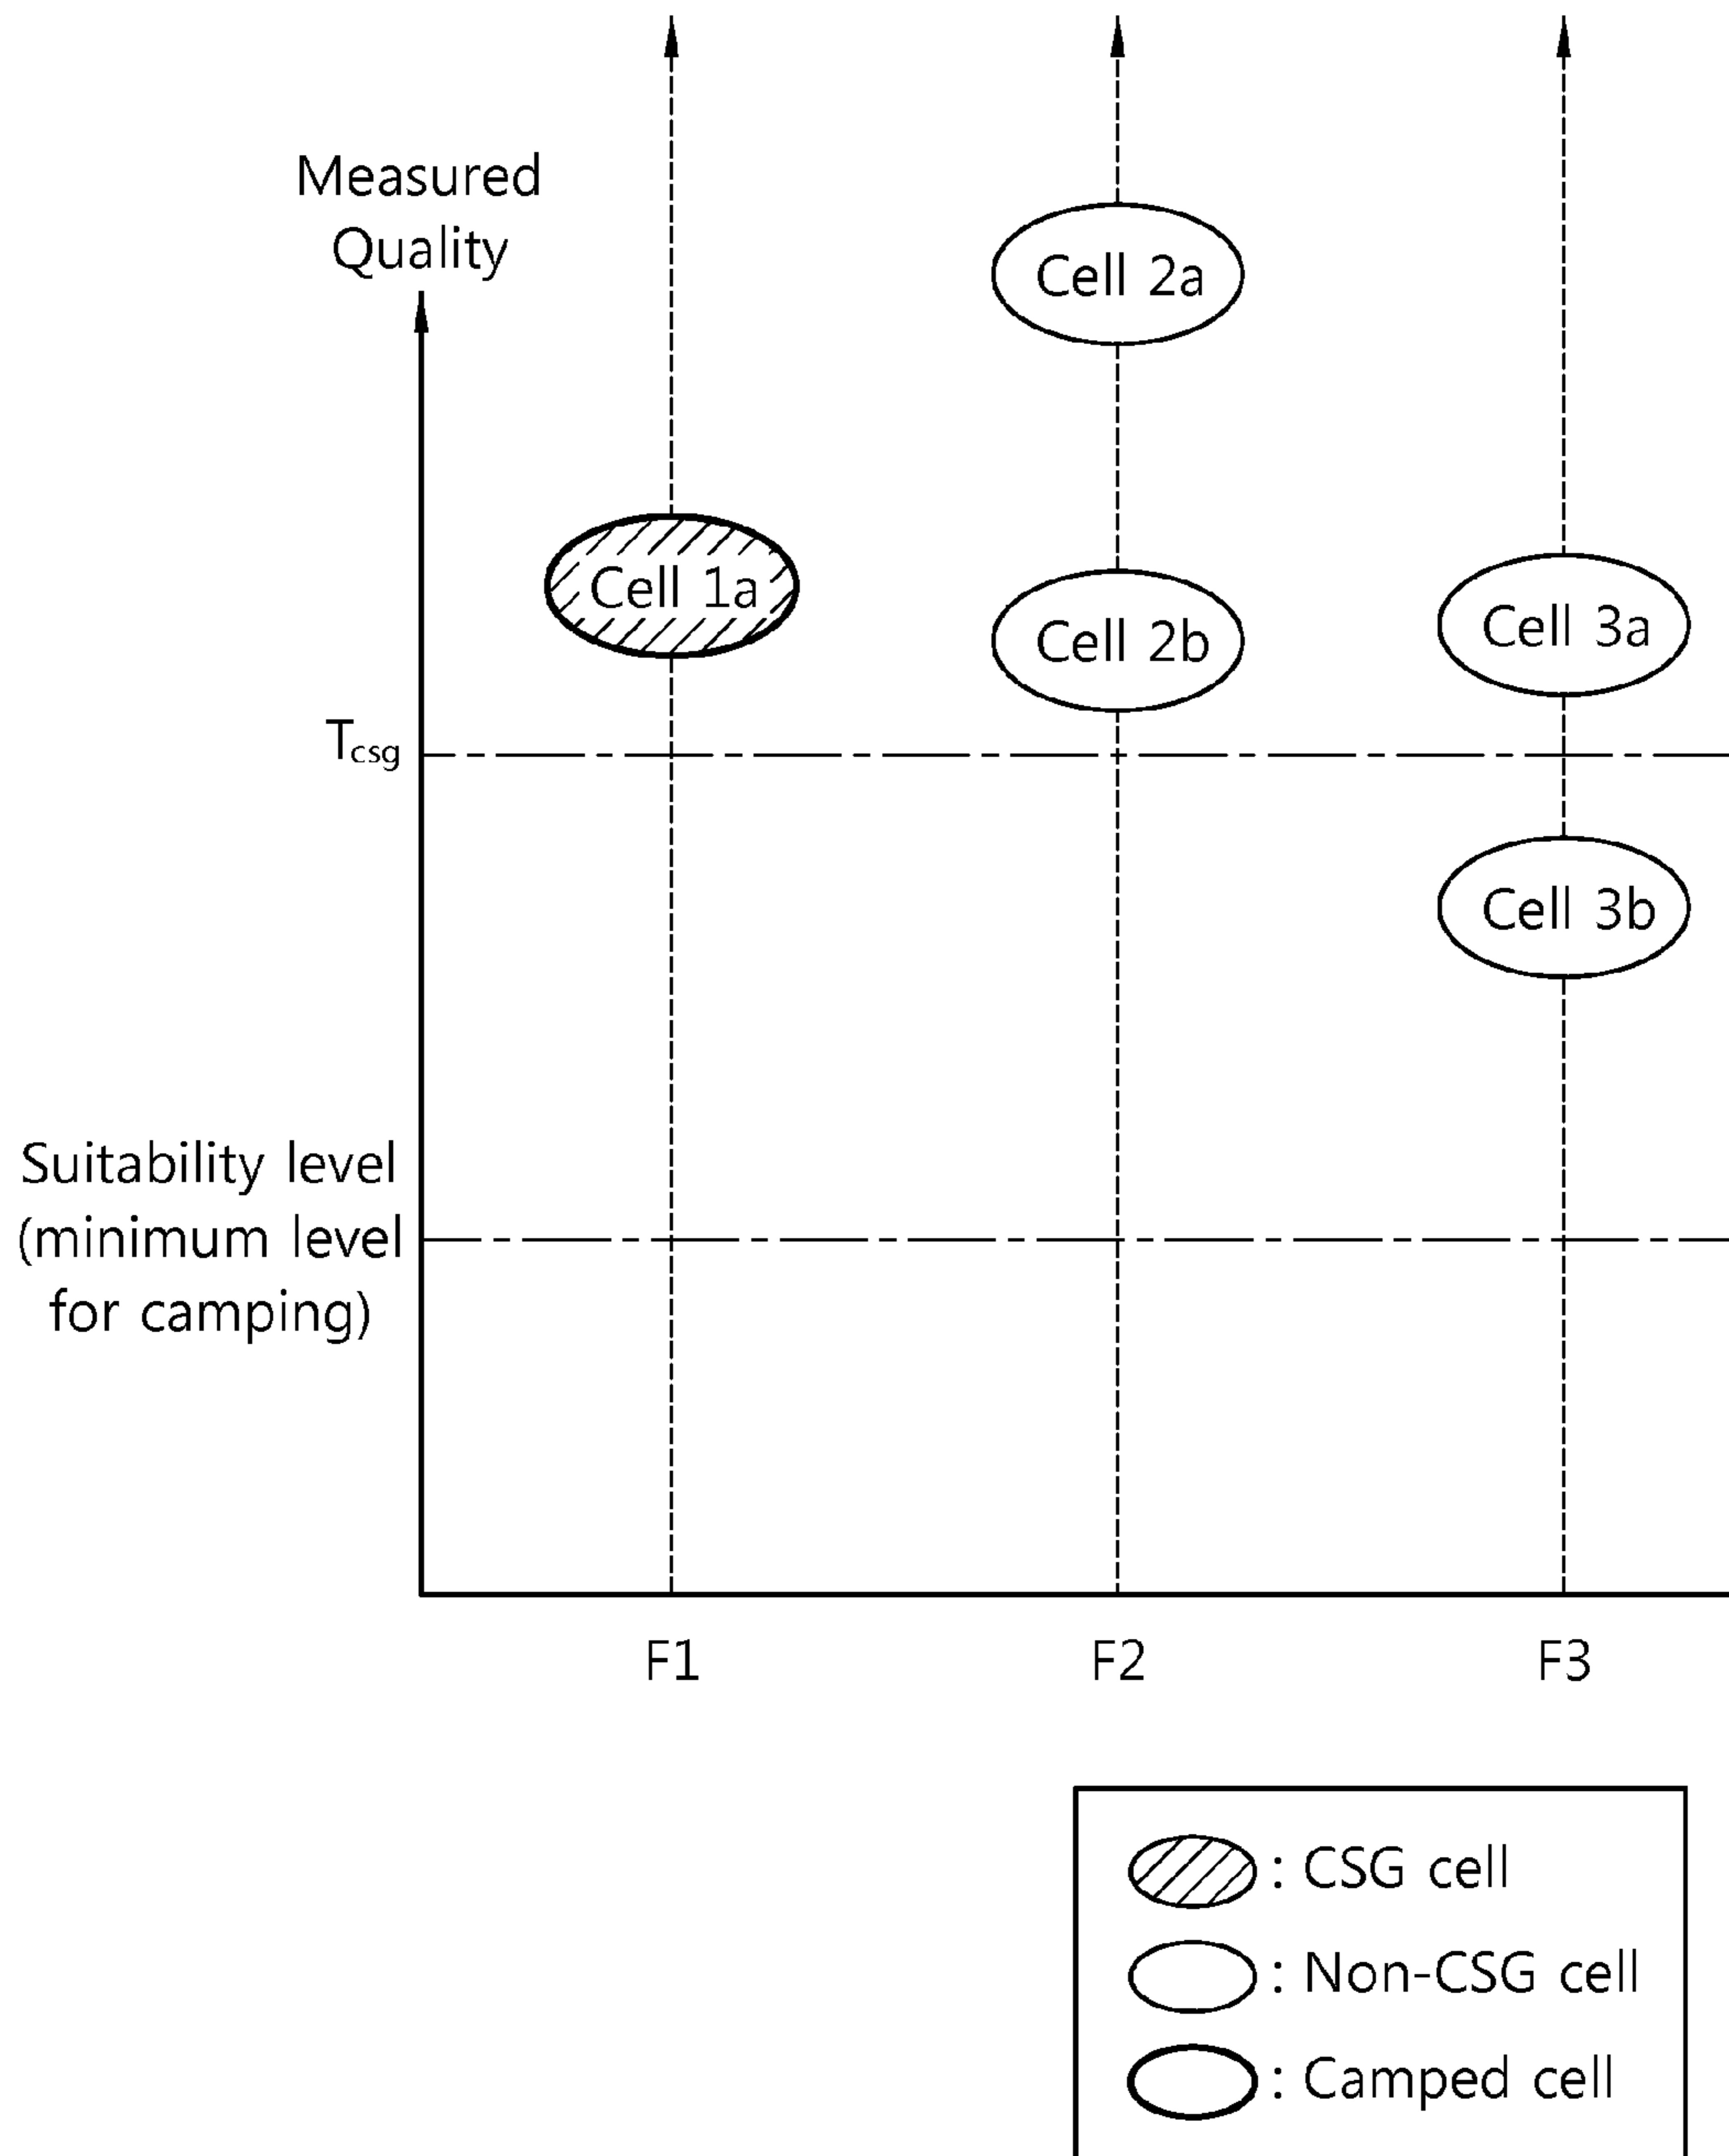 Measured
Quality
Cell 2a
Cell 1a
Cell 2b
Cell 3a
Tcsg
Cell 3b
Suitability level
(minimum level
for camping)
F1
F2
F3
: CSG cell
: Non-CSG cell
: Camped cell